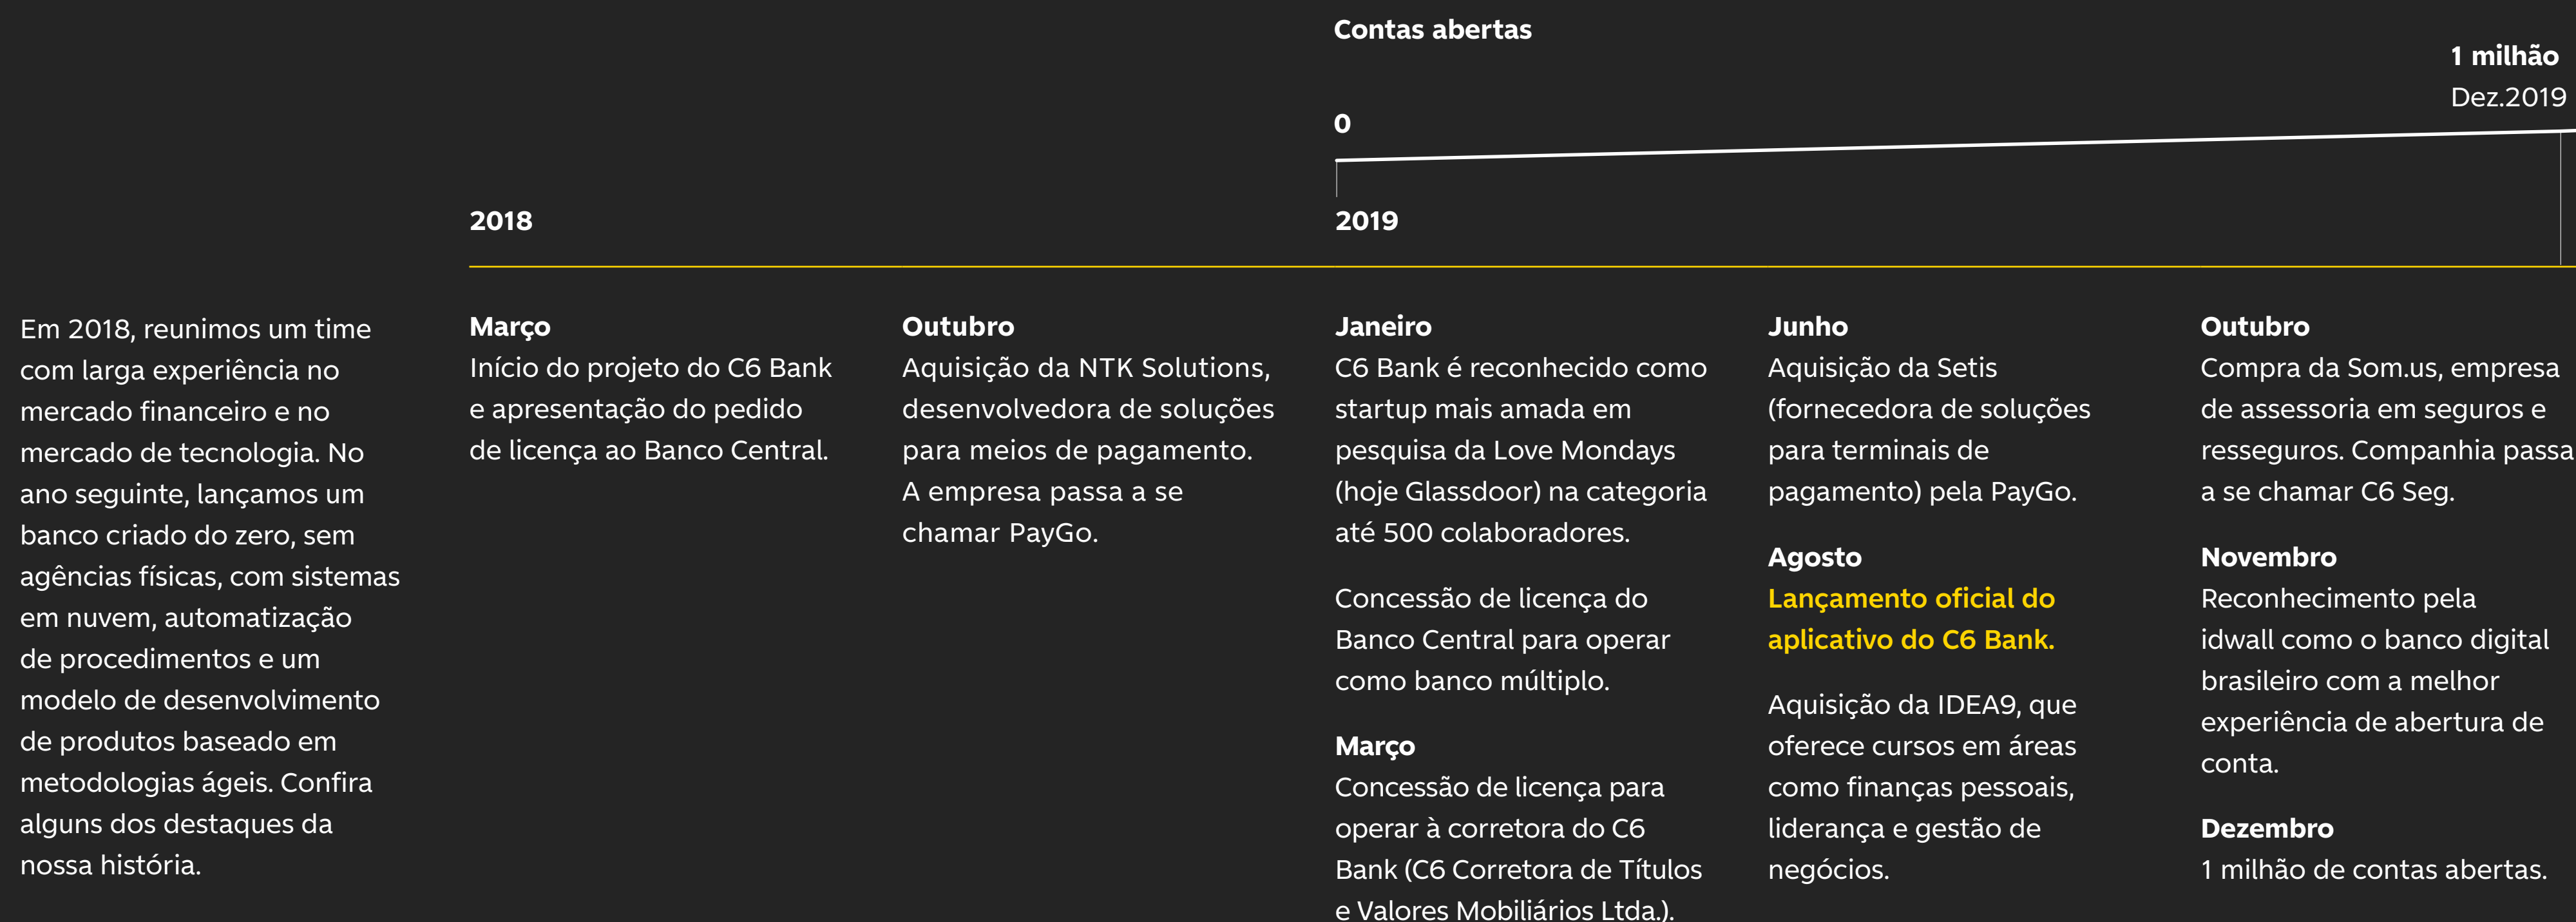 Contas abertas
1 milhão
Dez.2019
0
2018
2019
Em 2018, reunimos um time
com larga experiência no
mercado financeiro e no
mercado de tecnologia. No
ano seguinte, lançamos um
banco criado do zero, sem
agências físicas, com sistemas
em nuvem, automatização
de procedimentos e um
modelo de desenvolvimento
de produtos baseado em
metodologias ágeis. Confira
alguns dos destaques da
nossa história.
Março
Início do projeto do C6 Bank
e apresentação do pedido
de licença ao Banco Central.
Outubro
Aquisição da NTK Solutions,
desenvolvedora de soluções
para meios de pagamento.
A empresa passa a se
chamar PayGo.
Janeiro
C6 Bank é reconhecido como
startup mais amada em
pesquisa da Love Mondays
(hoje Glassdoor) na categoria
até 500 colaboradores.
Concessão de licença do
Banco Central para operar
como banco múltiplo.
Março
Concessão de licença para
operar à corretora do C6
Bank (C6 Corretora de Títulos
e Valores Mobiliários Ltda.).
Junho
Aquisição da Setis
(fornecedora de soluções
para terminais de
pagamento) pela PayGo.
Agosto
Lançamento oficial do
aplicativo do C6 Bank.
Aquisição da IDEA9, que
oferece cursos em áreas
como finanças pessoais,
liderança e gestão de
negócios.
Outubro
Compra da Som.us, empresa
de assessoria em seguros e
resseguros. Companhia passa
a se chamar C6 Seg.
Novembro
Reconhecimento pela
idwall como o banco digital
brasileiro com a melhor
experiência de abertura de
conta.
Dezembro
1 milhão de contas abertas.